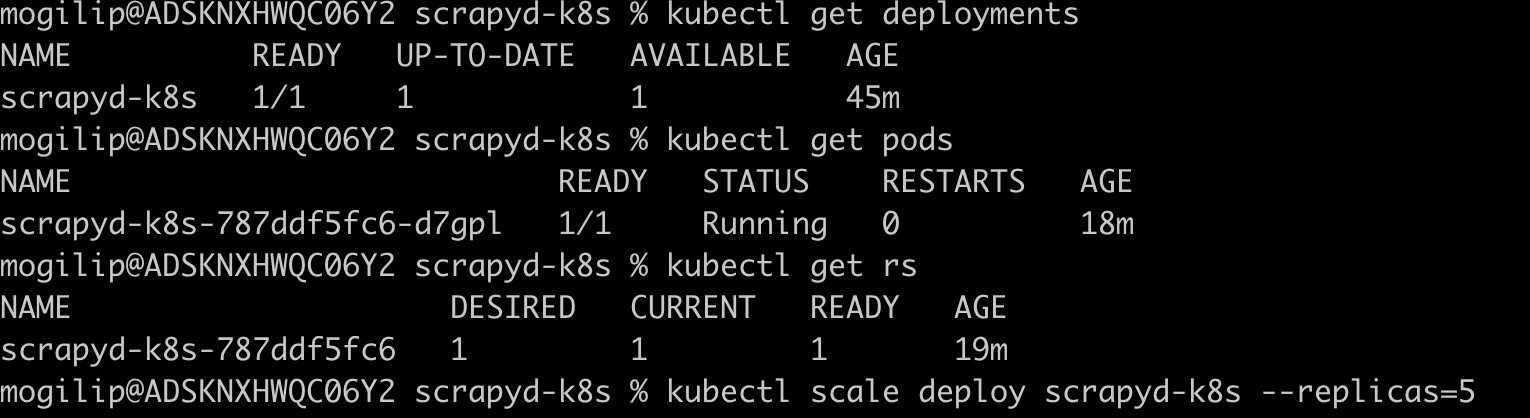 mogilip@ADSKNXHWQC06Y2 scrapyd-k8s % kubectl get deployments
NAME          READY   UP-TO-DATE   AVAILABLE   AGE
scrapyd-k8s   1/1     1            1           45m
mogilip@ADSKNXHWQC06Y2 scrapyd-k8s % kubectl get pods
NAME                           READY   STATUS    RESTARTS   AGE
scrapyd-k8s-787ddf5fc6-d7gpl   1/1     Running   0          18m
mogilip@ADSKNXHWQC06Y2 scrapyd-k8s % kubectl get rs
NAME                     DESIRED   CURRENT   READY   AGE
scrapyd-k8s-787ddf5fc6   1         1         1       19m
mogilip@ADSKNXHWQC06Y2 scrapyd-k8s % kubectl scale deploy scrapyd-k8s --replicas=5